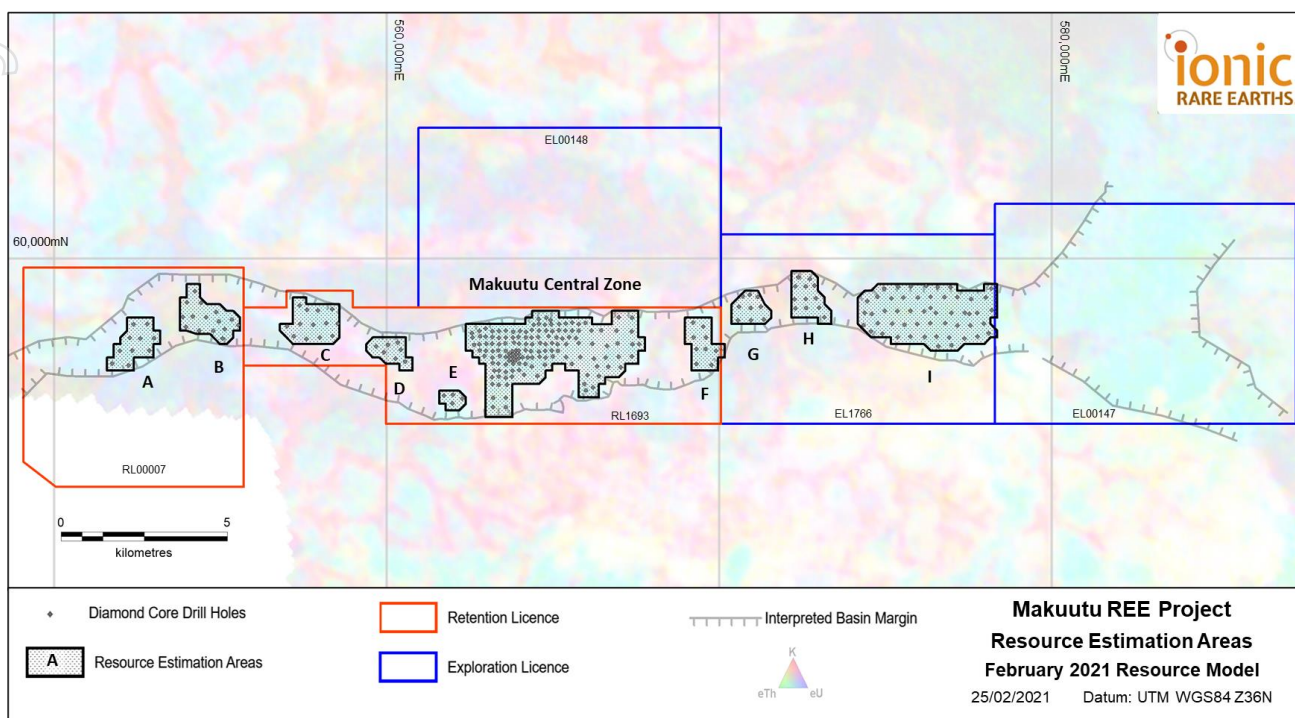 560,000mE
580,000mE
ionic
RARE EARTHS
EL00148
60,000mN
Makuutu Central Zone
A
B
C
D
E
F
G
H
I
RL1693
EL1766
EL00147
RL00007
0 5
kilometres
Diamond Core Drill Holes
A Resource Estimation Areas
Retention Licence
Exploration Licence
Interpreted Basin Margin
K
eTh eU
Makuutu REE Project
Resource Estimation Areas
February 2021 Resource Model
25/02/2021 Datum: UTM WGS84 Z36N